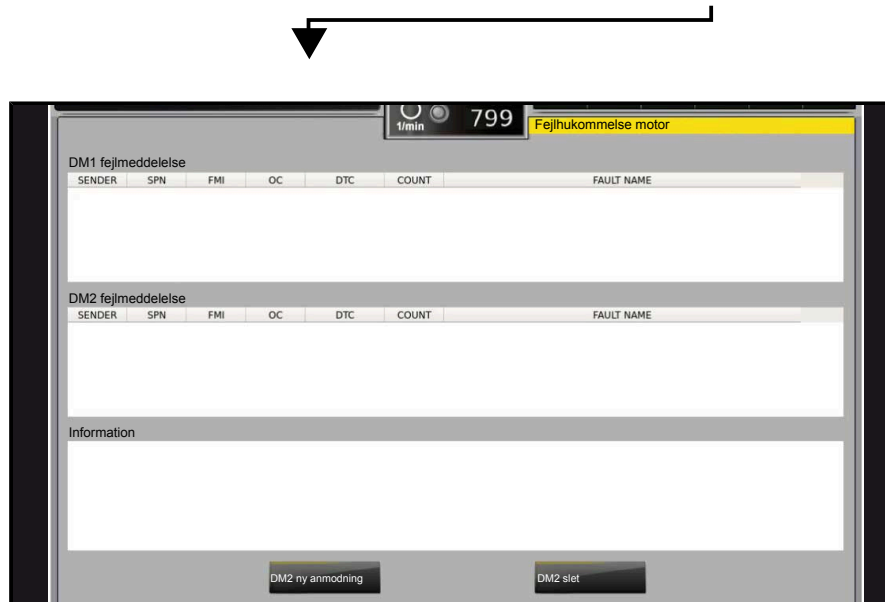 1/min 799
Fejlhukommelse motor
DM1 fejlmeddelelse
SENDER SPN FMI OC DTC COUNT FAULT NAME
DM2 fejlmeddelelse
SENDER SPN FMI OC DTC COUNT FAULT NAME
Information
DM2 ny anmodning DM2 slet